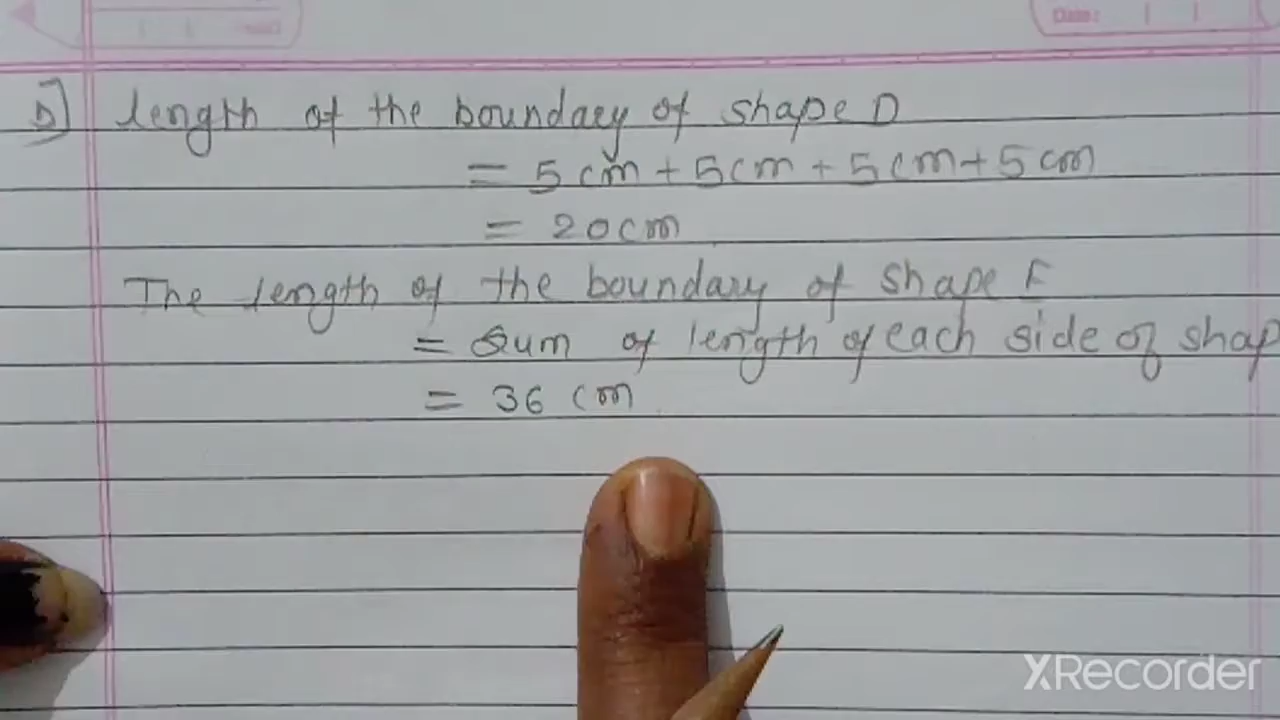 Date:
D] length of the boundary of shape D
= 5 cm + 5 cm + 5 cm + 5 cm
= 20 cm
The length of the boundary of shape E
= Sum of length of each side of shap
= 36 cm
XRecorder